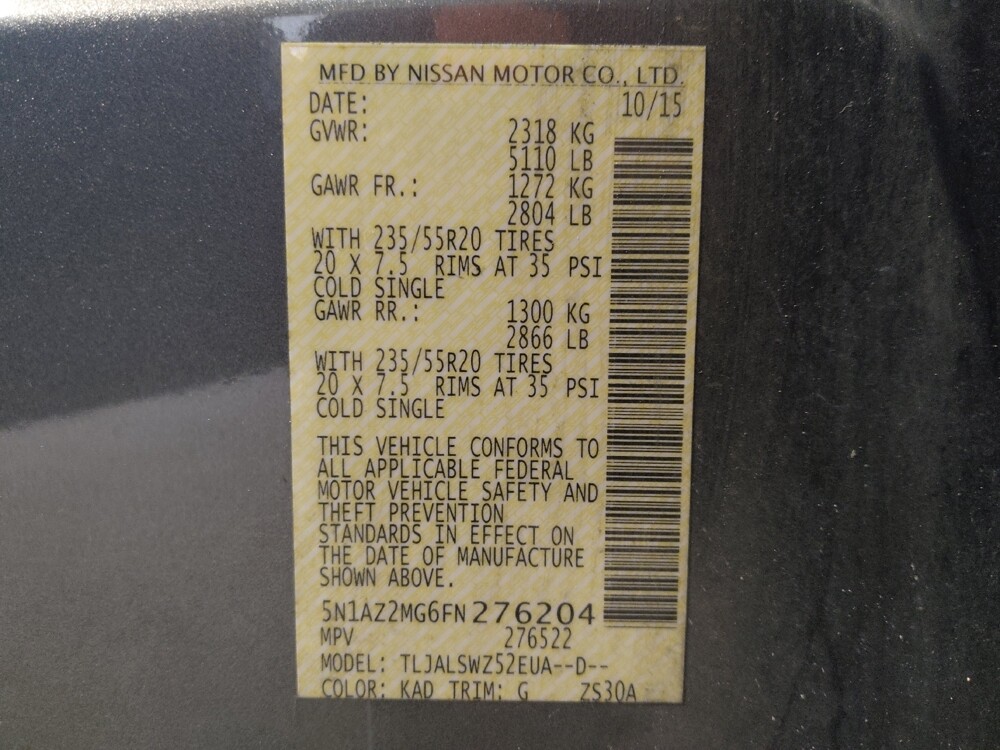 MFD BY NISSAN MOTOR CO., LTD.
DATE: 10/15
GVWR: 2318 KG
5110 LB
GAWR FR.: 1272 KG
2804 LB
WITH 235/55R20 TIRES
20 X 7.5 RIMS AT 35 PSI
COLD SINGLE
GAWR RR.: 1300 KG
2866 LB
WITH 235/55R20 TIRES
20 X 7.5 RIMS AT 35 PSI
COLD SINGLE
THIS VEHICLE CONFORMS TO
ALL APPLICABLE FEDERAL
MOTOR VEHICLE SAFETY AND
THEFT PREVENTION
STANDARDS IN EFFECT ON
THE DATE OF MANUFACTURE
SHOWN ABOVE.
5N1AZ2MG6FN276204
MPV 276522
MODEL: TLJALSWZ52EUA--D--
COLOR: KAD TRIM: G ZS30A